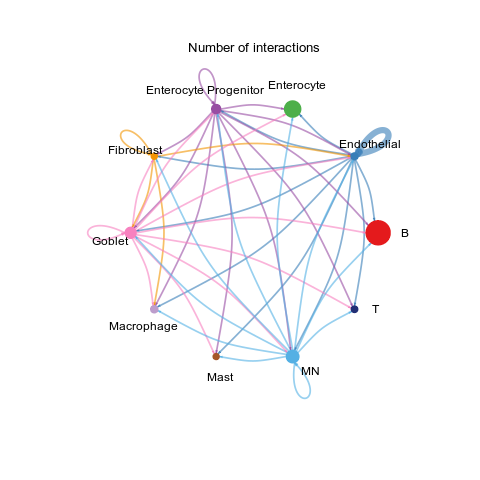 Number of interactions
Enterocyte
Enterocyte Progenitor
Endothelial
Fibroblast
B
Goblet
T
Macrophage
MN
Mast